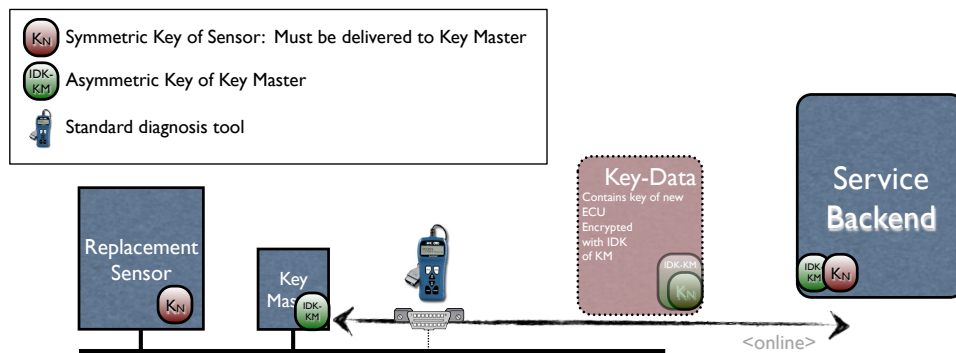 KN Symmetric Key of Sensor: Must be delivered to Key Master
IDK-
KM
Asymmetric Key of Key Master
Standard diagnosis tool
Key-Data
Contains key of new
ECU
Encrypted
with IDK
of KM
IDK-KM
KN
Service
Backend
IDK-
KM
KN
Replacement
Sensor
KN
Key
Mas
IDK-
KM
<online>